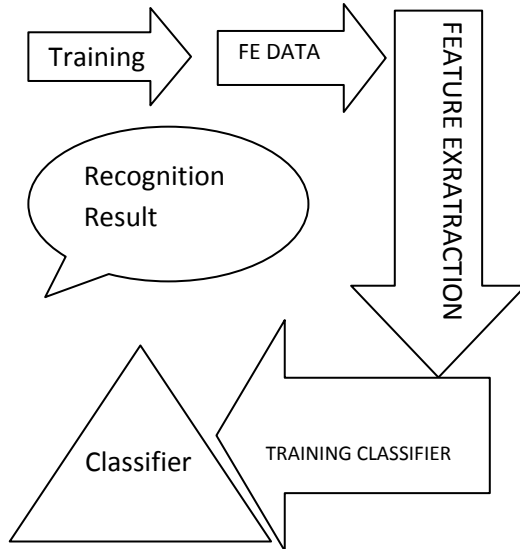 Training
FE DATA
FEATURE EXRATRACTION
Recognition
Result
TRAINING CLASSIFIER
Classifier